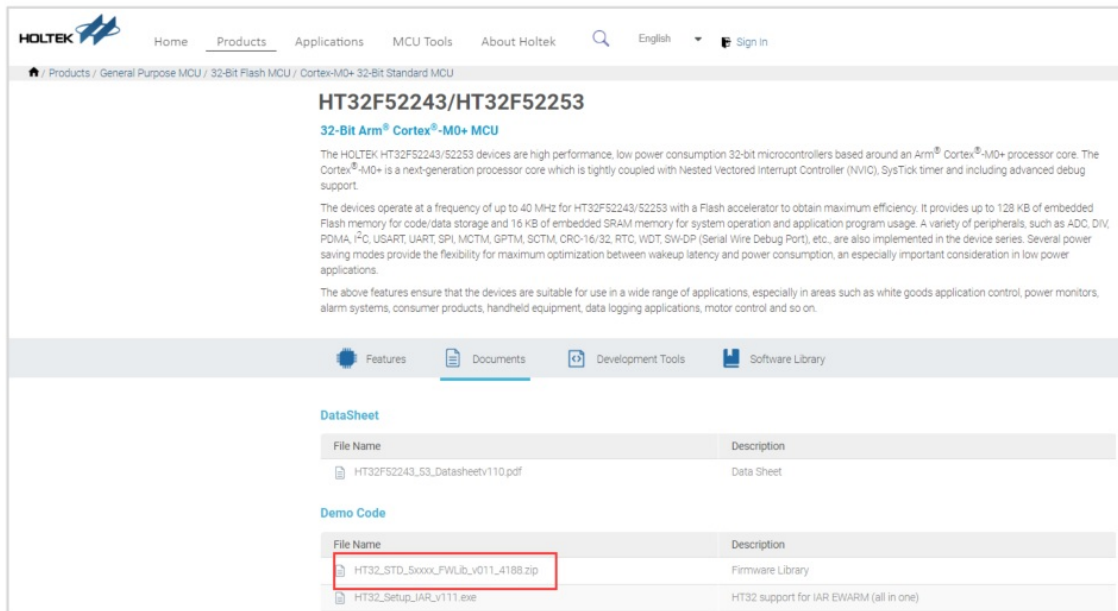 HOLTEK Home Products Applications MCU Tools About Holtek English Sign In
/ Products / General Purpose MCU / 32-Bit Flash MCU / Cortex-M0+ 32-Bit Standard MCU
HT32F52243/HT32F52253
32-Bit Arm® Cortex®-M0+ MCU
The HOLTEK HT32F52243/52253 devices are high performance, low power consumption 32-bit microcontrollers based around an Arm® Cortex®-M0+ processor core. The
Cortex®-M0+ is a next-generation processor core which is tightly coupled with Nested Vectored Interrupt Controller (NVIC), SysTick timer and including advanced debug
support.
The devices operate at a frequency of up to 40 MHz for HT32F52243/52253 with a Flash accelerator to obtain maximum efficiency. It provides up to 128 KB of embedded
Flash memory for code/data storage and 16 KB of embedded SRAM memory for system operation and application program usage. A variety of peripherals, such as ADC, DIV,
PDMA, I²C, USART, UART, SPI, MCTM, GPTM, SCTM, CRC-16/32, RTC, WDT, SW-DP (Serial Wire Debug Port), etc., are also implemented in the device series. Several power
saving modes provide the flexibility for maximum optimization between wakeup latency and power consumption, an especially important consideration in low power
applications.
The above features ensure that the devices are suitable for use in a wide range of applications, especially in areas such as white goods application control, power monitors,
alarm systems, consumer products, handheld equipment, data logging applications, motor control and so on.
Features Documents Development Tools Software Library
DataSheet
File Name Description
HT32F52243_53_Datasheetv110.pdf Data Sheet
Demo Code
File Name Description
HT32_STD_5xxxx_FWLib_v011_4188.zip Firmware Library
HT32_Setup_IAR_v111.exe HT32 support for IAR EWARM (all in one)